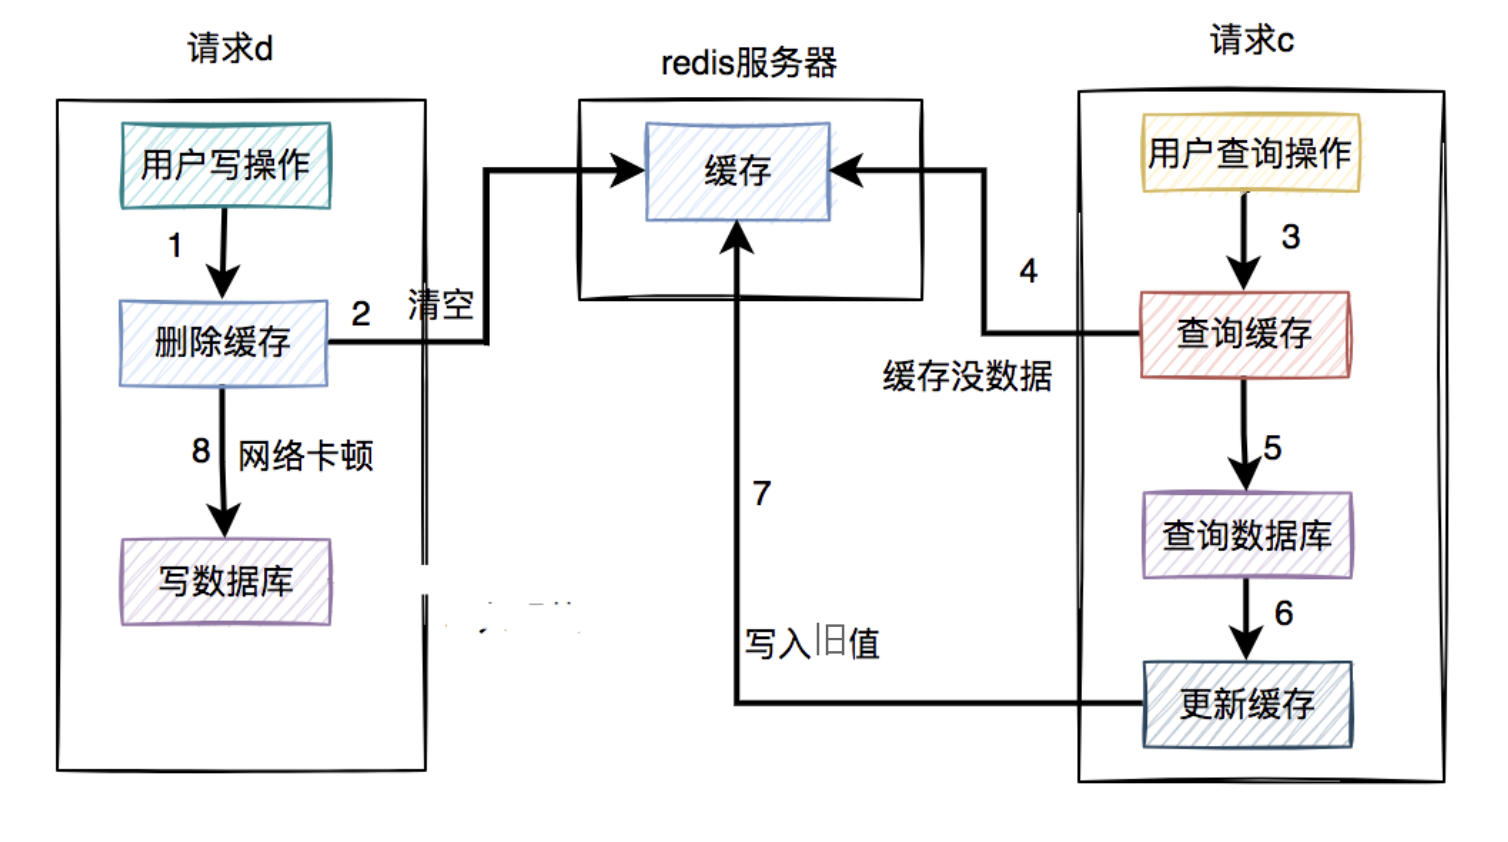 请求d
redis服务器
请求c
用户写操作
缓存
用户查询操作
1
3
4
2
清空
删除缓存
查询缓存
缓存没数据
8
网络卡顿
5
7
写数据库
查询数据库
6
写入旧值
更新缓存